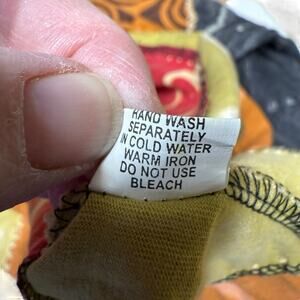 HAND WASH
SEPARATELY
IN COLD WATER
WARM IRON
DO NOT USE
BLEACH